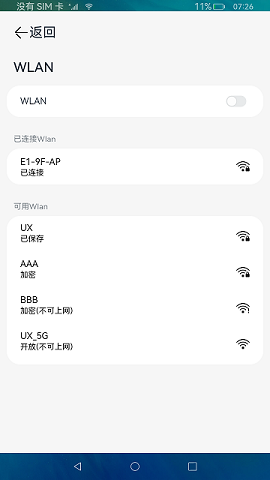 没有 SIM 卡 11% 07:26
返回
WLAN
WLAN
已连接Wlan
E1-9F-AP
已连接
可用Wlan
UX
已保存
AAA
加密
BBB
加密(不可上网)
UX_5G
开放(不可上网)